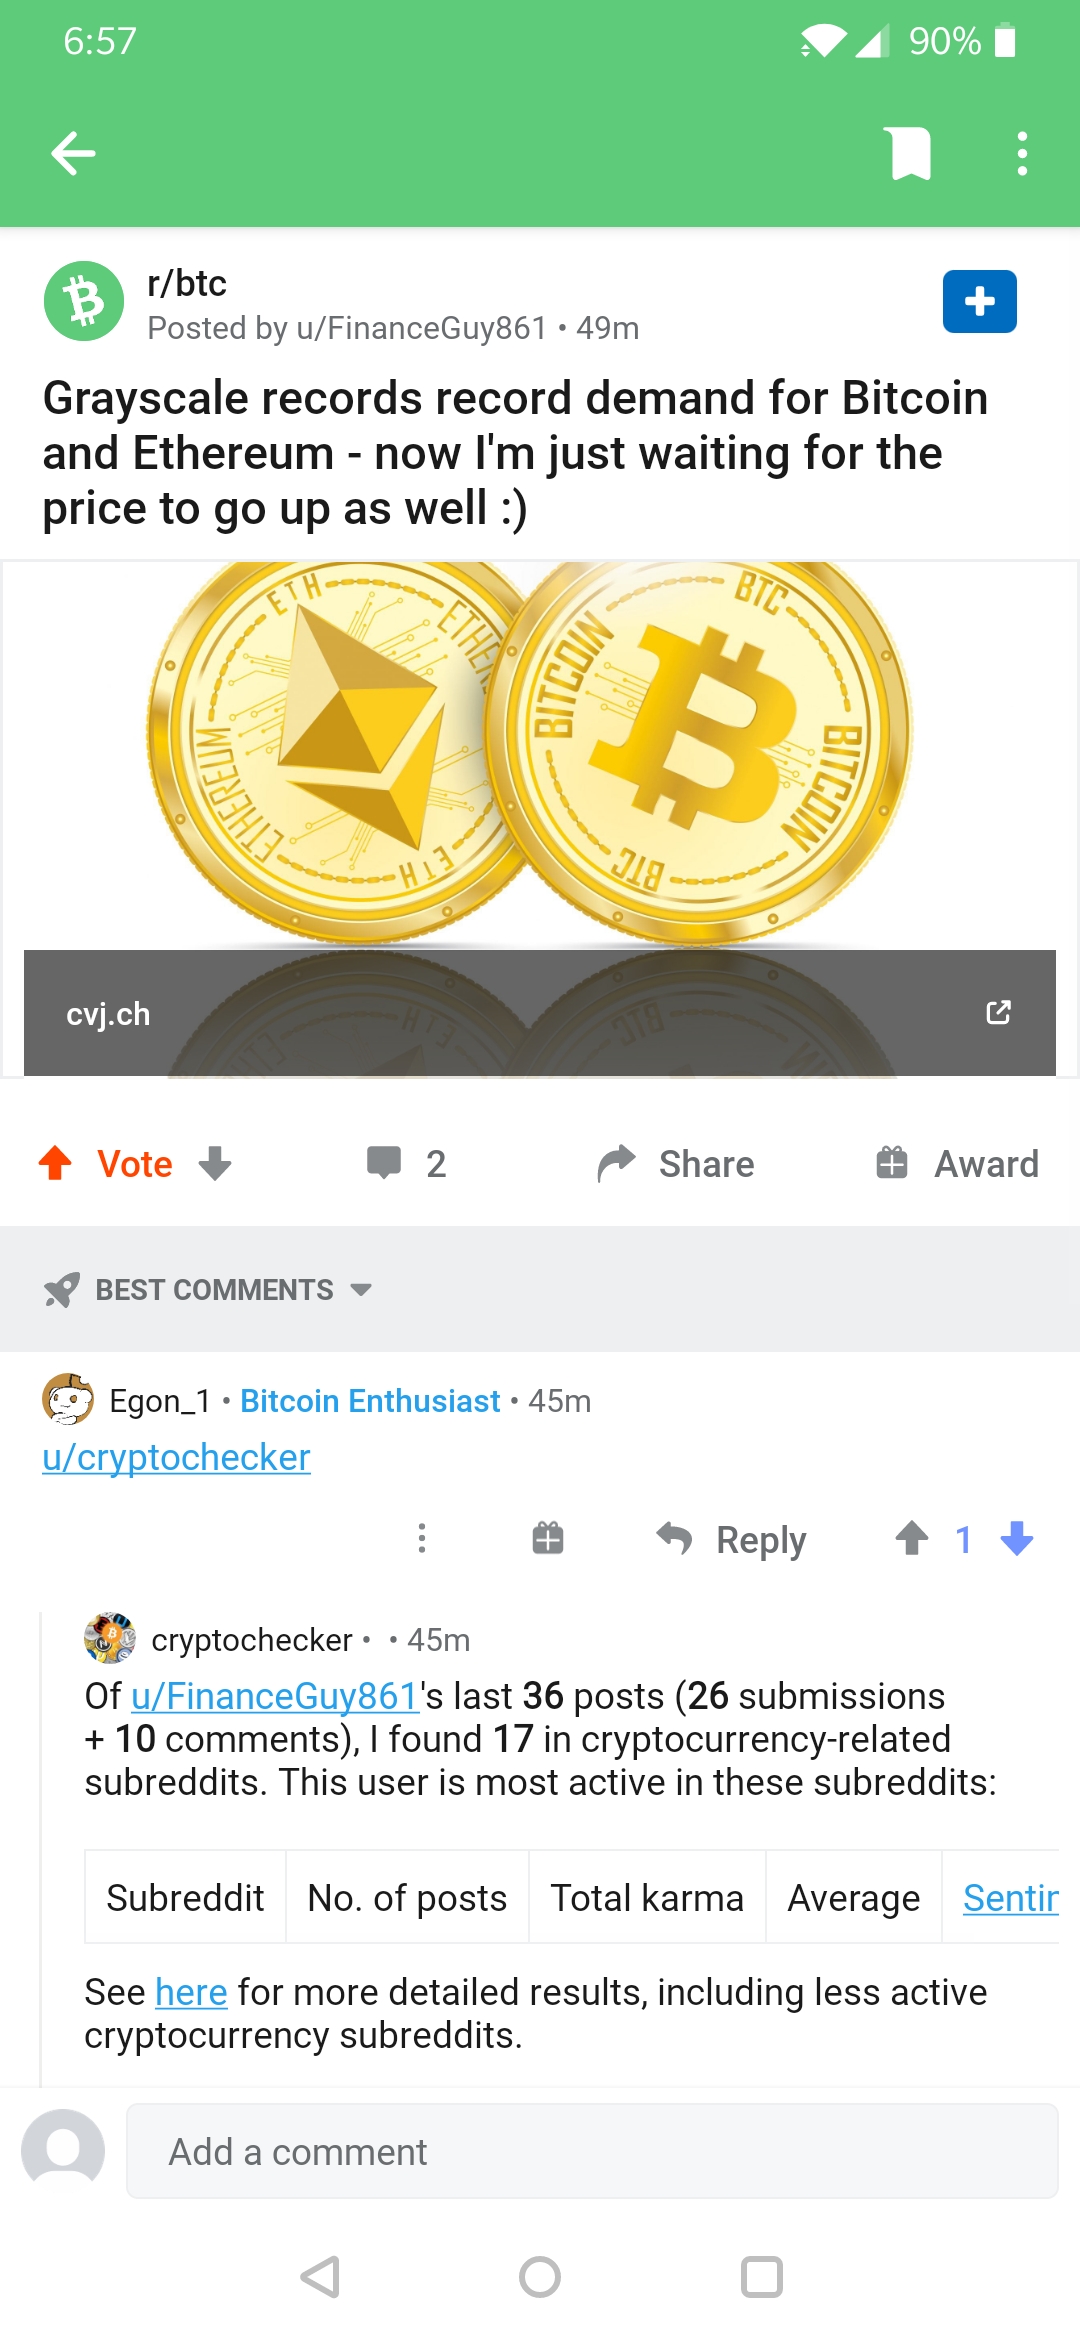 6:57
90%
r/btc
Posted by u/FinanceGuy861 • 49m
Grayscale records record demand for Bitcoin
and Ethereum - now I'm just waiting for the
price to go up as well :)
ETH
ETHEREUM
ETH
BTC
BITCOIN
BITCOIN
BTC
cvj.ch
Vote
2
Share
Award
BEST COMMENTS
Egon_1 • Bitcoin Enthusiast • 45m
u/cryptochecker
Reply
1
cryptochecker • • 45m
Of u/FinanceGuy861's last 36 posts (26 submissions
+ 10 comments), I found 17 in cryptocurrency-related
subreddits. This user is most active in these subreddits:
Subreddit No. of posts Total karma Average
See here for more detailed results, including less active
cryptocurrency subreddits.
Add a comment